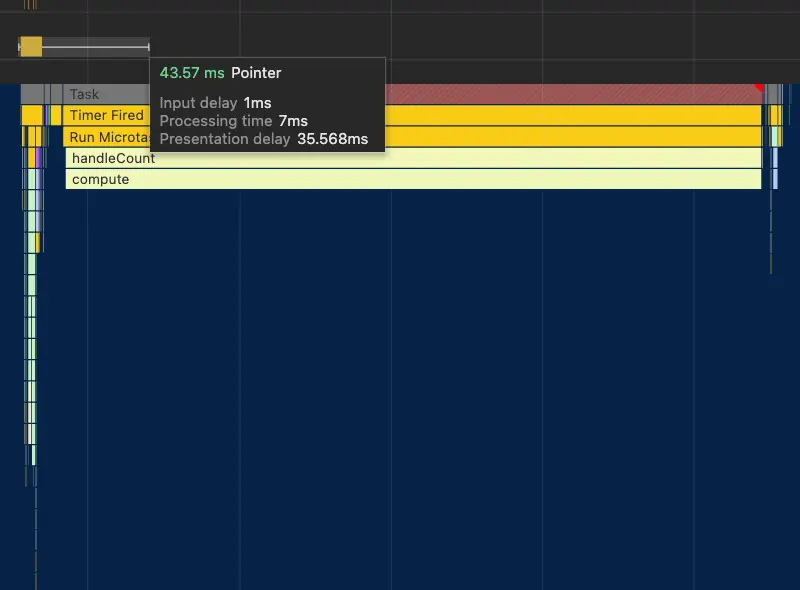 43.57 ms Pointer
Task
Input delay 1ms
Timer Fired
Processing time 7ms
Run Microta
Presentation delay 35.568ms
handleCount
compute